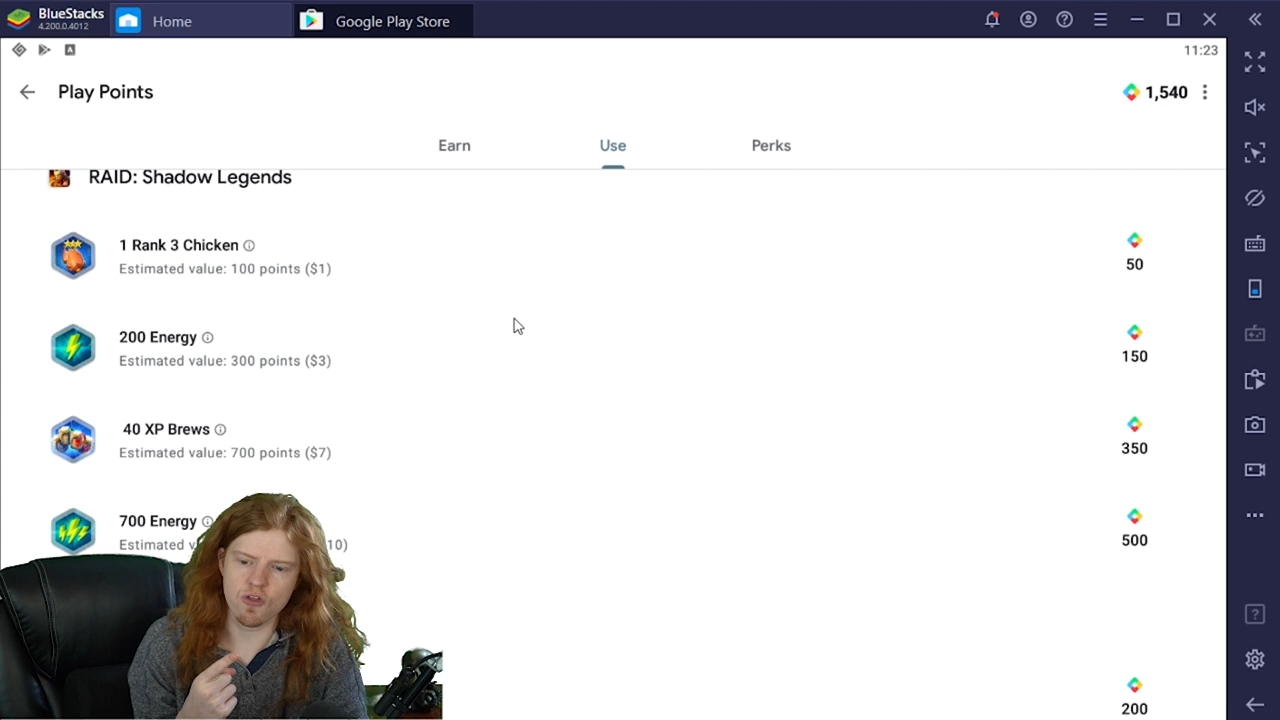 BlueStacks
4.200.0.4012
Home
Google Play Store
11:23
Play Points
1,540
Earn
Use
Perks
RAID: Shadow Legends
1 Rank 3 Chicken
Estimated value: 100 points ($1)
50
200 Energy
Estimated value: 300 points ($3)
150
40 XP Brews
Estimated value: 700 points ($7)
350
700 Energy
Estimated v 10)
500
200